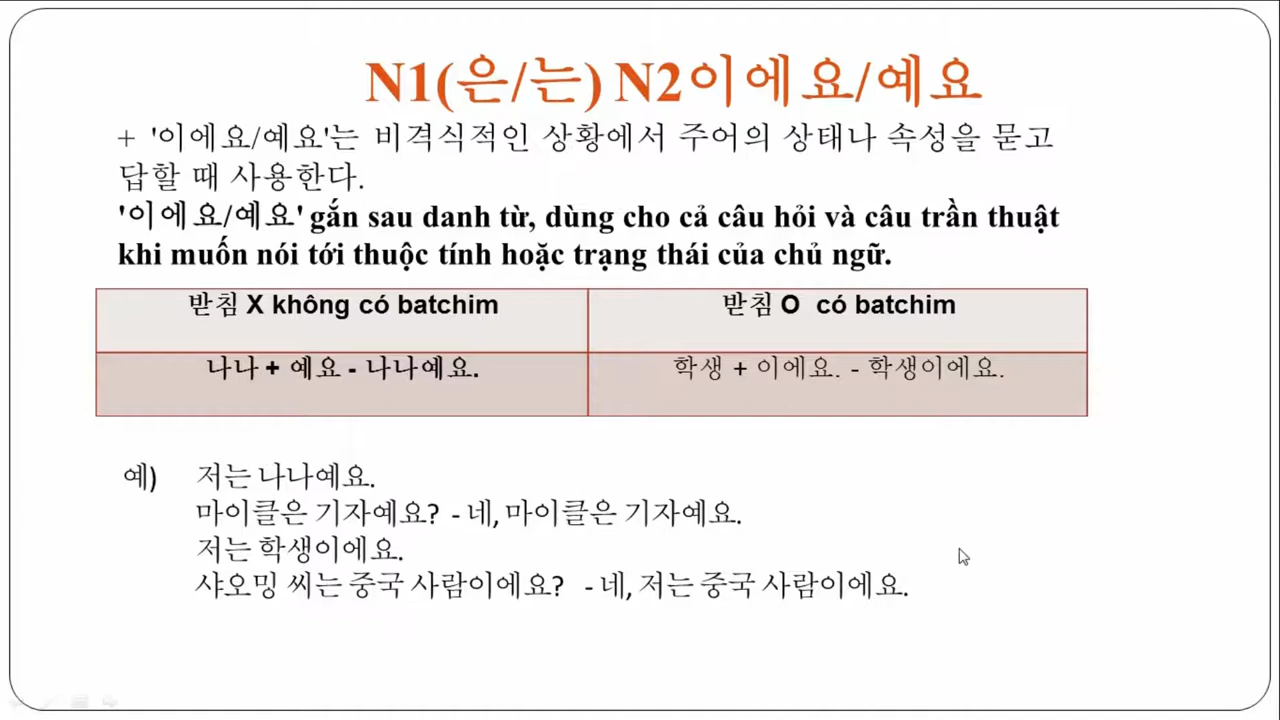 N1(은/는) N2이에요/예요
+ '이에요/예요'는 비격식적인 상황에서 주어의 상태나 속성을 묻고
답할 때 사용한다.
'이에요/예요' gắn sau danh từ, dùng cho cả câu hỏi và câu trần thuật
khi muốn nói tới thuộc tính hoặc trạng thái của chủ ngữ.
받침 X không có batchim
받침 O có batchim
나나 + 예요 - 나나예요.
학생 + 이에요. - 학생이에요.
예) 저는 나나예요.
마이클은 기자예요? - 네, 마이클은 기자예요.
저는 학생이에요.
샤오밍 씨는 중국 사람이에요? - 네, 저는 중국 사람이에요.